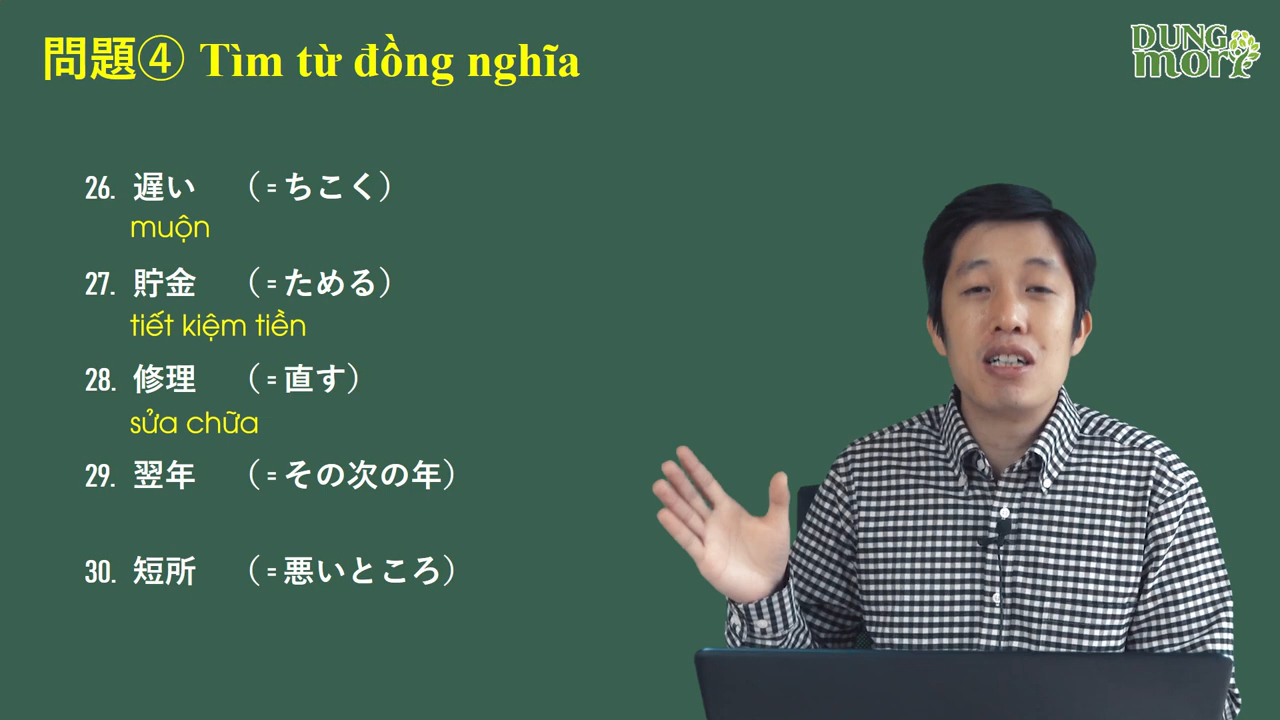 問題④ Tìm từ đồng nghĩa
DUNG
mori
26. 遅い （=ちこく）
muộn
27. 貯金 （=ためる）
tiết kiệm tiền
28. 修理 （=直す）
sửa chữa
29. 翌年 （=その次の年）
30. 短所 （=悪いところ）